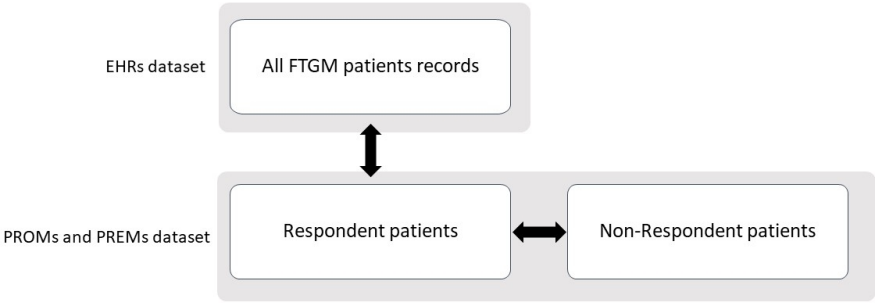 EHRs dataset
All FTGM patients records
PROMs and PREMs dataset
Respondent patients
Non-Respondent patients